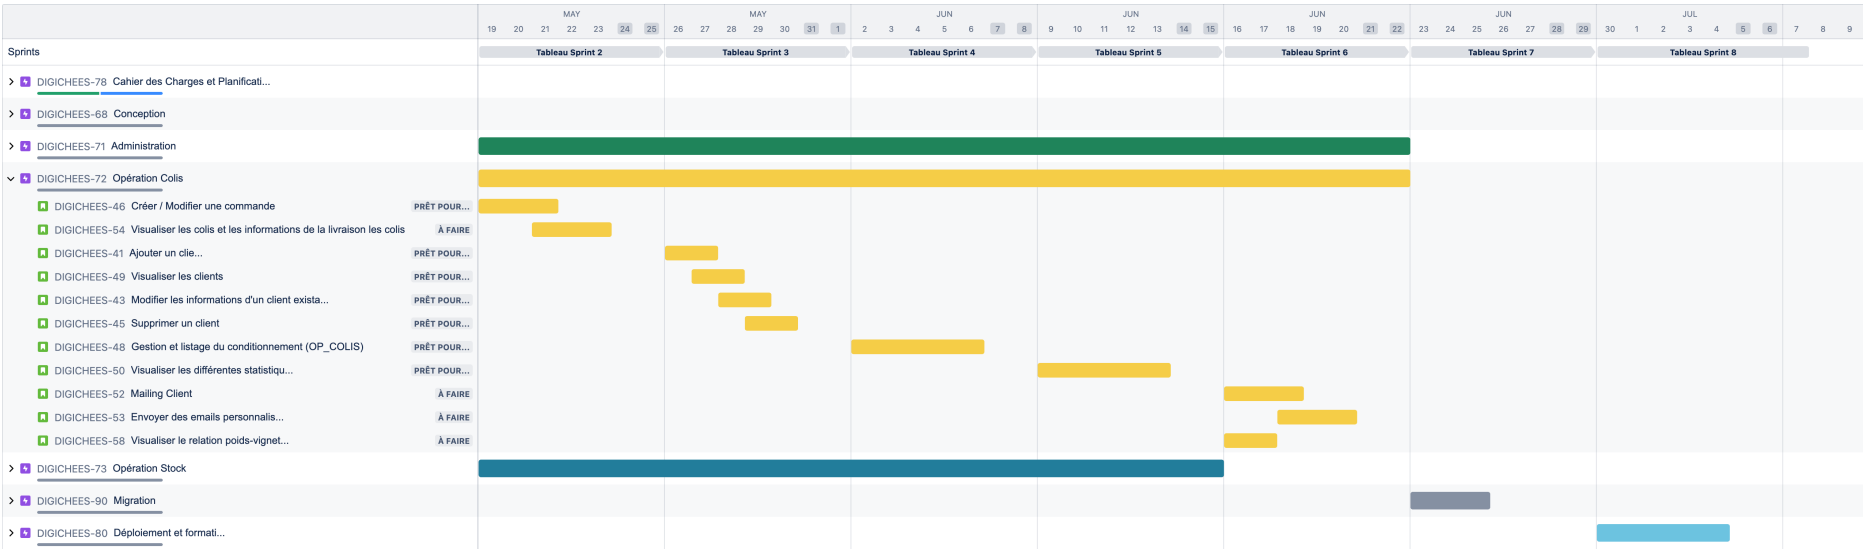 MAY MAY JUN JUN JUN JUN JUL
19 20 21 22 23 24 25 26 27 28 29 30 31 1 2 3 4 5 6 7 8 9 10 11 12 13 14 15 16 17 18 19 20 21 22 23 24 25 26 27 28 29 30 1 2 3 4 5 6 7 8 9
Sprints Tableau Sprint 2 Tableau Sprint 3 Tableau Sprint 4 Tableau Sprint 5 Tableau Sprint 6 Tableau Sprint 7 Tableau Sprint 8
DIGICHEES-78 Cahier des Charges et Planificati...
DIGICHEES-68 Conception
DIGICHEES-71 Administration
DIGICHEES-72 Opération Colis
DIGICHEES-46 Créer / Modifier une commande PRÊT POUR...
DIGICHEES-54 Visualiser les colis et les informations de la livraison les colis À FAIRE
DIGICHEES-41 Ajouter un clie... PRÊT POUR...
DIGICHEES-49 Visualiser les clients PRÊT POUR...
DIGICHEES-43 Modifier les informations d'un client exista... PRÊT POUR...
DIGICHEES-45 Supprimer un client PRÊT POUR...
DIGICHEES-48 Gestion et listage du conditionnement (OP_COLIS) PRÊT POUR...
DIGICHEES-50 Visualiser les différentes statistiqu... PRÊT POUR...
DIGICHEES-52 Mailing Client À FAIRE
DIGICHEES-53 Envoyer des emails personnalis... À FAIRE
DIGICHEES-58 Visualiser le relation poids-vignet... À FAIRE
DIGICHEES-73 Opération Stock
DIGICHEES-90 Migration
DIGICHEES-80 Déploiement et formati...